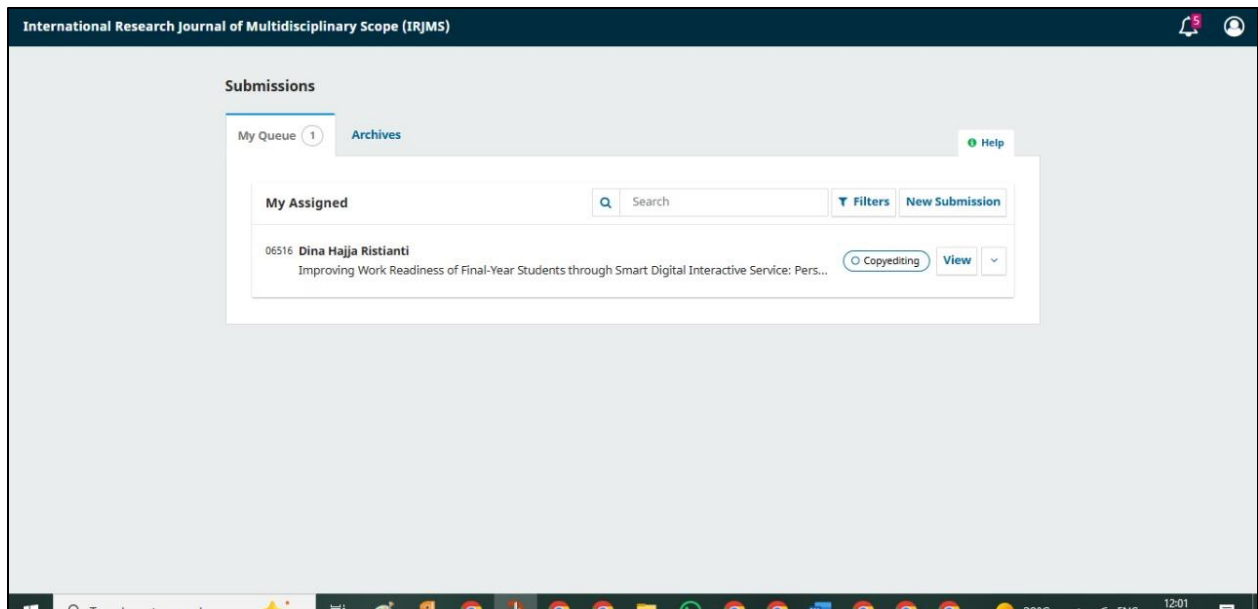 International Research Journal of Multidisciplinary Scope (IRJMS)
5
Submissions
My Queue 1
Archives
Help
My Assigned
Search
Filters
New Submission
06516 Dina Hajja Ristianti
Improving Work Readiness of Final-Year Students through Smart Digital Interactive Service: Pers...
Copyediting
View
12:01